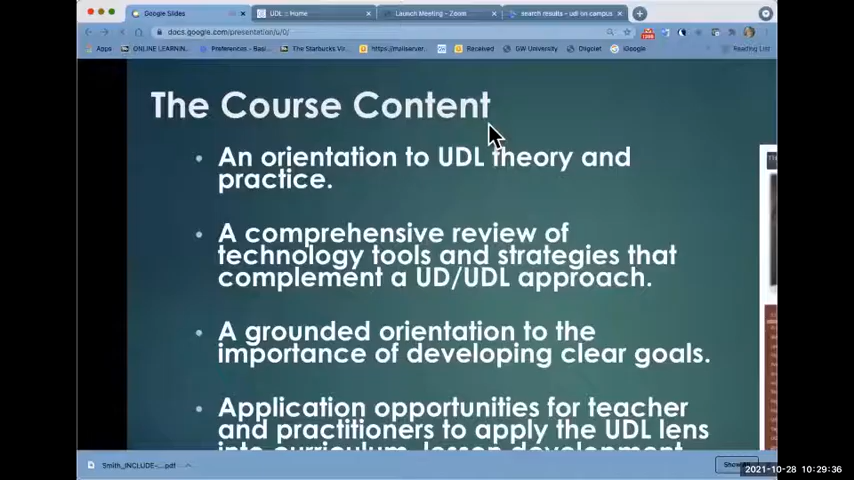 Google Slides
UDL :: Home
Launch Meeting - Zoom
search results – udl on campus
docs.google.com/presentation/u/0/
Apps
ONLINE LEARNIN...
Preferences - Basi...
The Starbucks Vir...
https://mailserver...
Received
GW University
Ongolet
iGoogle
Reading List
The Course Content
• An orientation to UDL theory and
practice.
• A comprehensive review of
technology tools and strategies that
complement a UD/UDL approach.
• A grounded orientation to the
importance of developing clear goals.
• Application opportunities for teacher
and practitioners to apply the UDL lens
into curriculum, lesson development
Smith_INCLUDE-....pdf
Show
2021-10-28 10:29:36